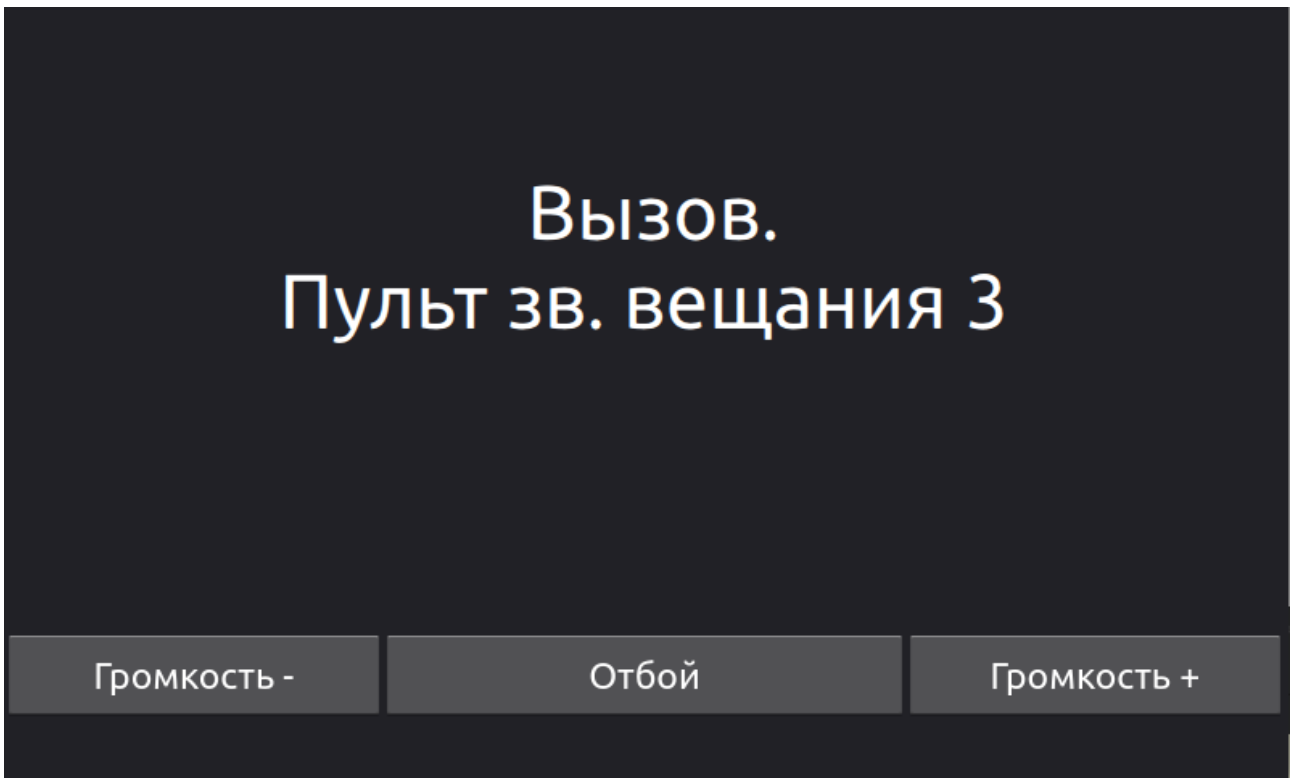 Вызов.
Пульт зв. вещания 3
Громкость -
Отбой
Громкость +